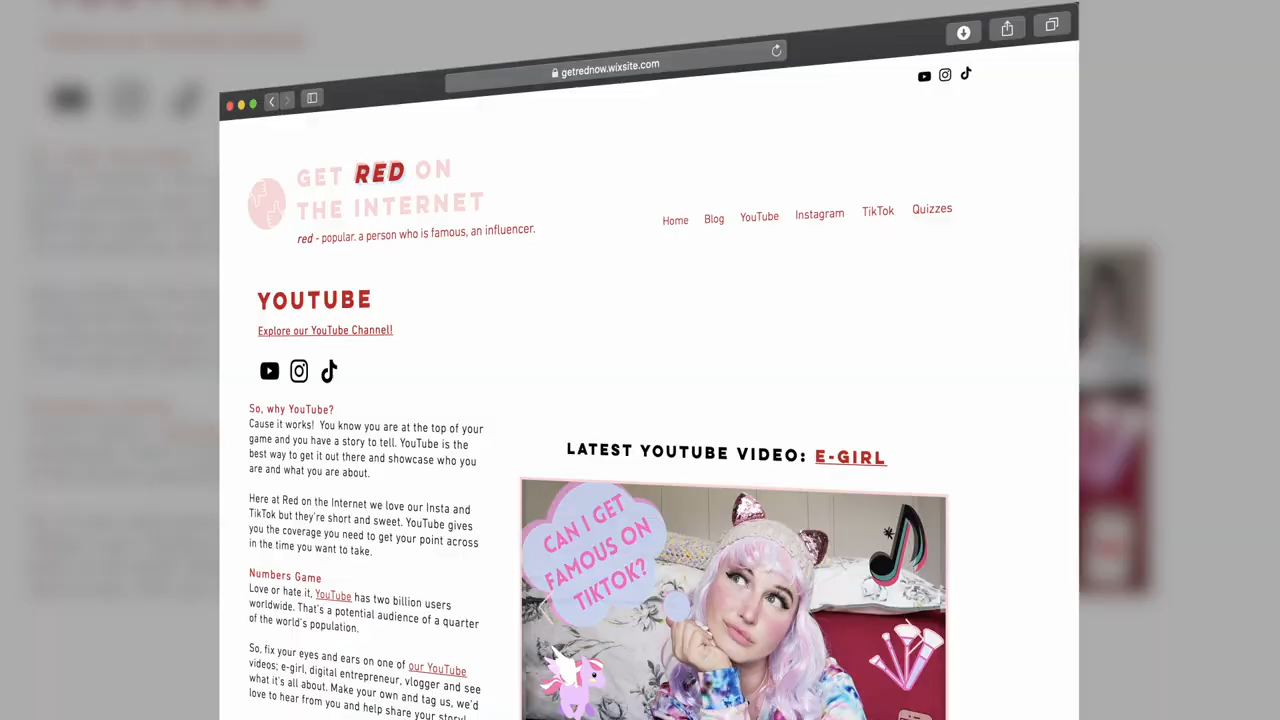 getrednow.wixsite.com
GET RED ON
THE INTERNET
red - popular. a person who is famous, an influencer.
Home Blog YouTube Instagram TikTok Quizzes
YOUTUBE
Explore our YouTube Channel!
So, why YouTube?
Cause it works! You know you are at the top of your
game and you have a story to tell. YouTube is the
best way to get it out there and showcase who you
are and what you are about.
Here at Red on the Internet we love our Insta and
TikTok but they're short and sweet. YouTube gives
you the coverage you need to get your point across
in the time you want to take.
Numbers Game
Love or hate it, YouTube has two billion users
worldwide. That's a potential audience of a quarter
of the world's population.
So, fix your eyes and ears on one of our YouTube
videos; e-girl, digital entrepreneur, vlogger and see
what it's all about. Make your own and tag us, we'd
love to hear from you and help share your story!
LATEST YOUTUBE VIDEO: E-GIRL
CAN I GET
FAMOUS ON
TIKTOK?